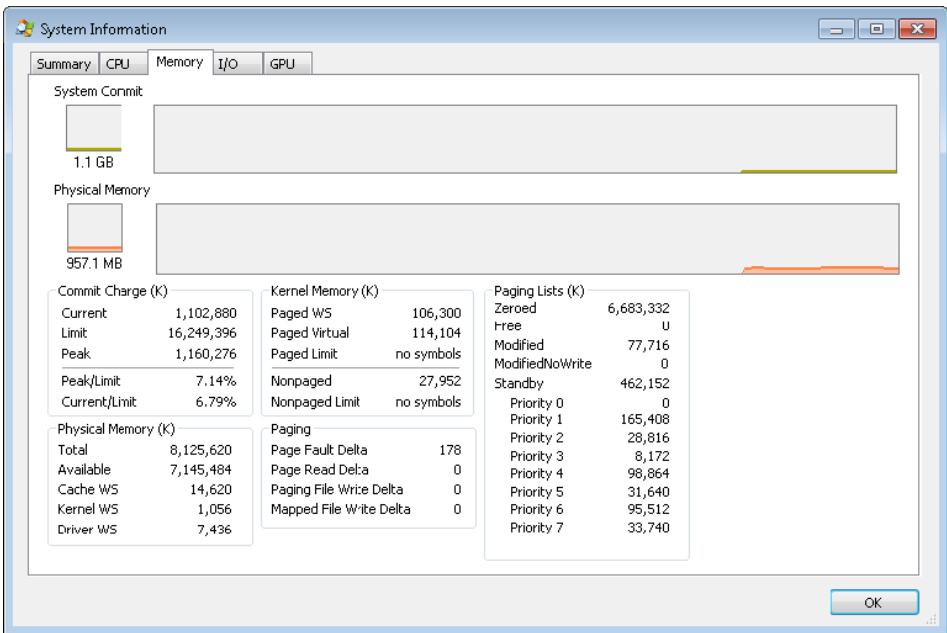 System Information
Summary CPU Memory I/O GPU
System Commit
1.1 GB
Physical Memory
957.1 MB
Commit Charge (K)
Current 1,102,880
Limit 16,249,396
Peak 1,160,276
Peak/Limit 7.14%
Current/Limit 6.79%
Physical Memory (K)
Total 8,125,620
Available 7,145,484
Cache WS 14,620
Kernel WS 1,056
Driver WS 7,436
Kernel Memory (K)
Paged WS 106,300
Paged Virtual 114,104
Paged Limit no symbols
Nonpaged 27,952
Nonpaged Limit no symbols
Paging
Page Fault Delta 178
Page Read Delta 0
Paging File Write Delta 0
Mapped File Write Delta 0
Paging Lists (K)
Zeroed 6,683,332
Free 0
Modified 77,716
ModifiedNoWrite 0
Standby 462,152
Priority 0 0
Priority 1 165,408
Priority 2 28,816
Priority 3 8,172
Priority 4 98,864
Priority 5 31,640
Priority 6 95,512
Priority 7 33,740
OK